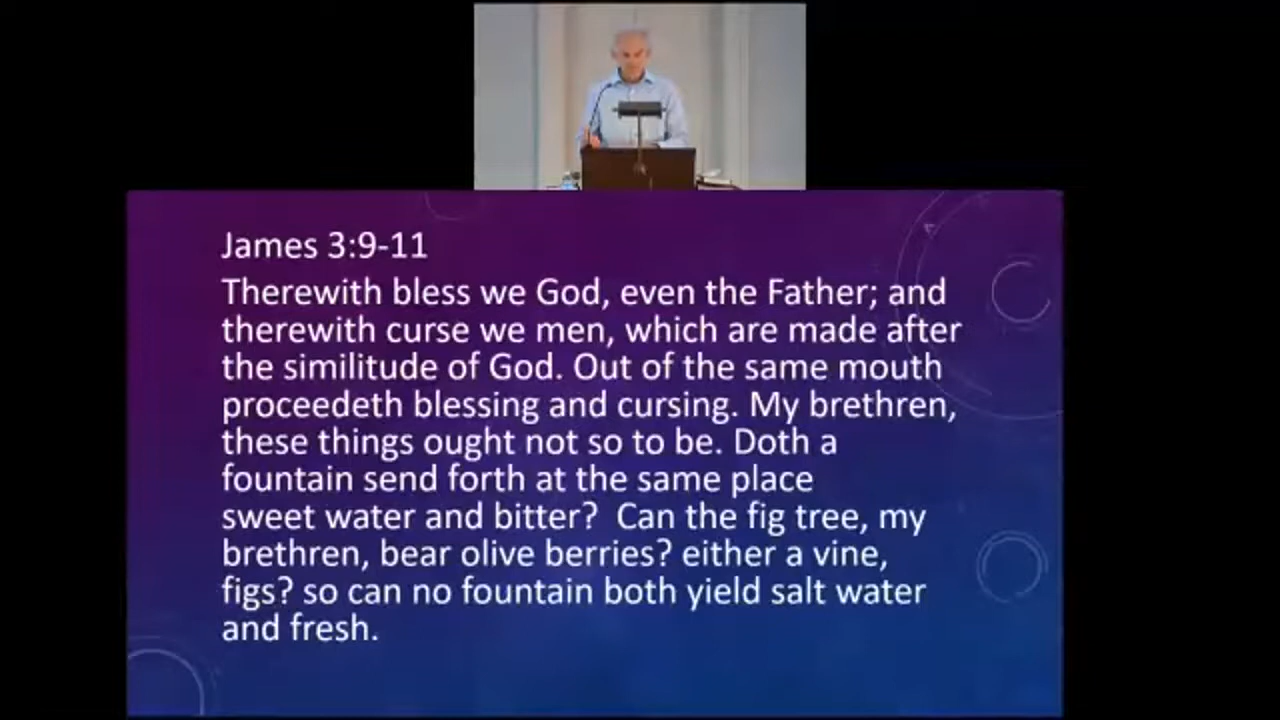 James 3:9-11
Therewith bless we God, even the Father; and
therewith curse we men, which are made after
the similitude of God. Out of the same mouth
proceedeth blessing and cursing. My brethren,
these things ought not so to be. Doth a
fountain send forth at the same place
sweet water and bitter?  Can the fig tree, my
brethren, bear olive berries? either a vine,
figs? so can no fountain both yield salt water
and fresh.